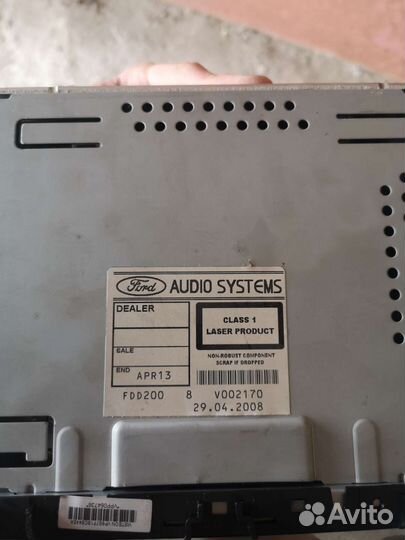 Ford AUDIO SYSTEMS
DEALER
CLASS 1
LASER PRODUCT
SALE
NON-ROBUST COMPONENT
SCRAP IF DROPPED
END APR13
FDD200 8 V002170
29.04.2008
Avito